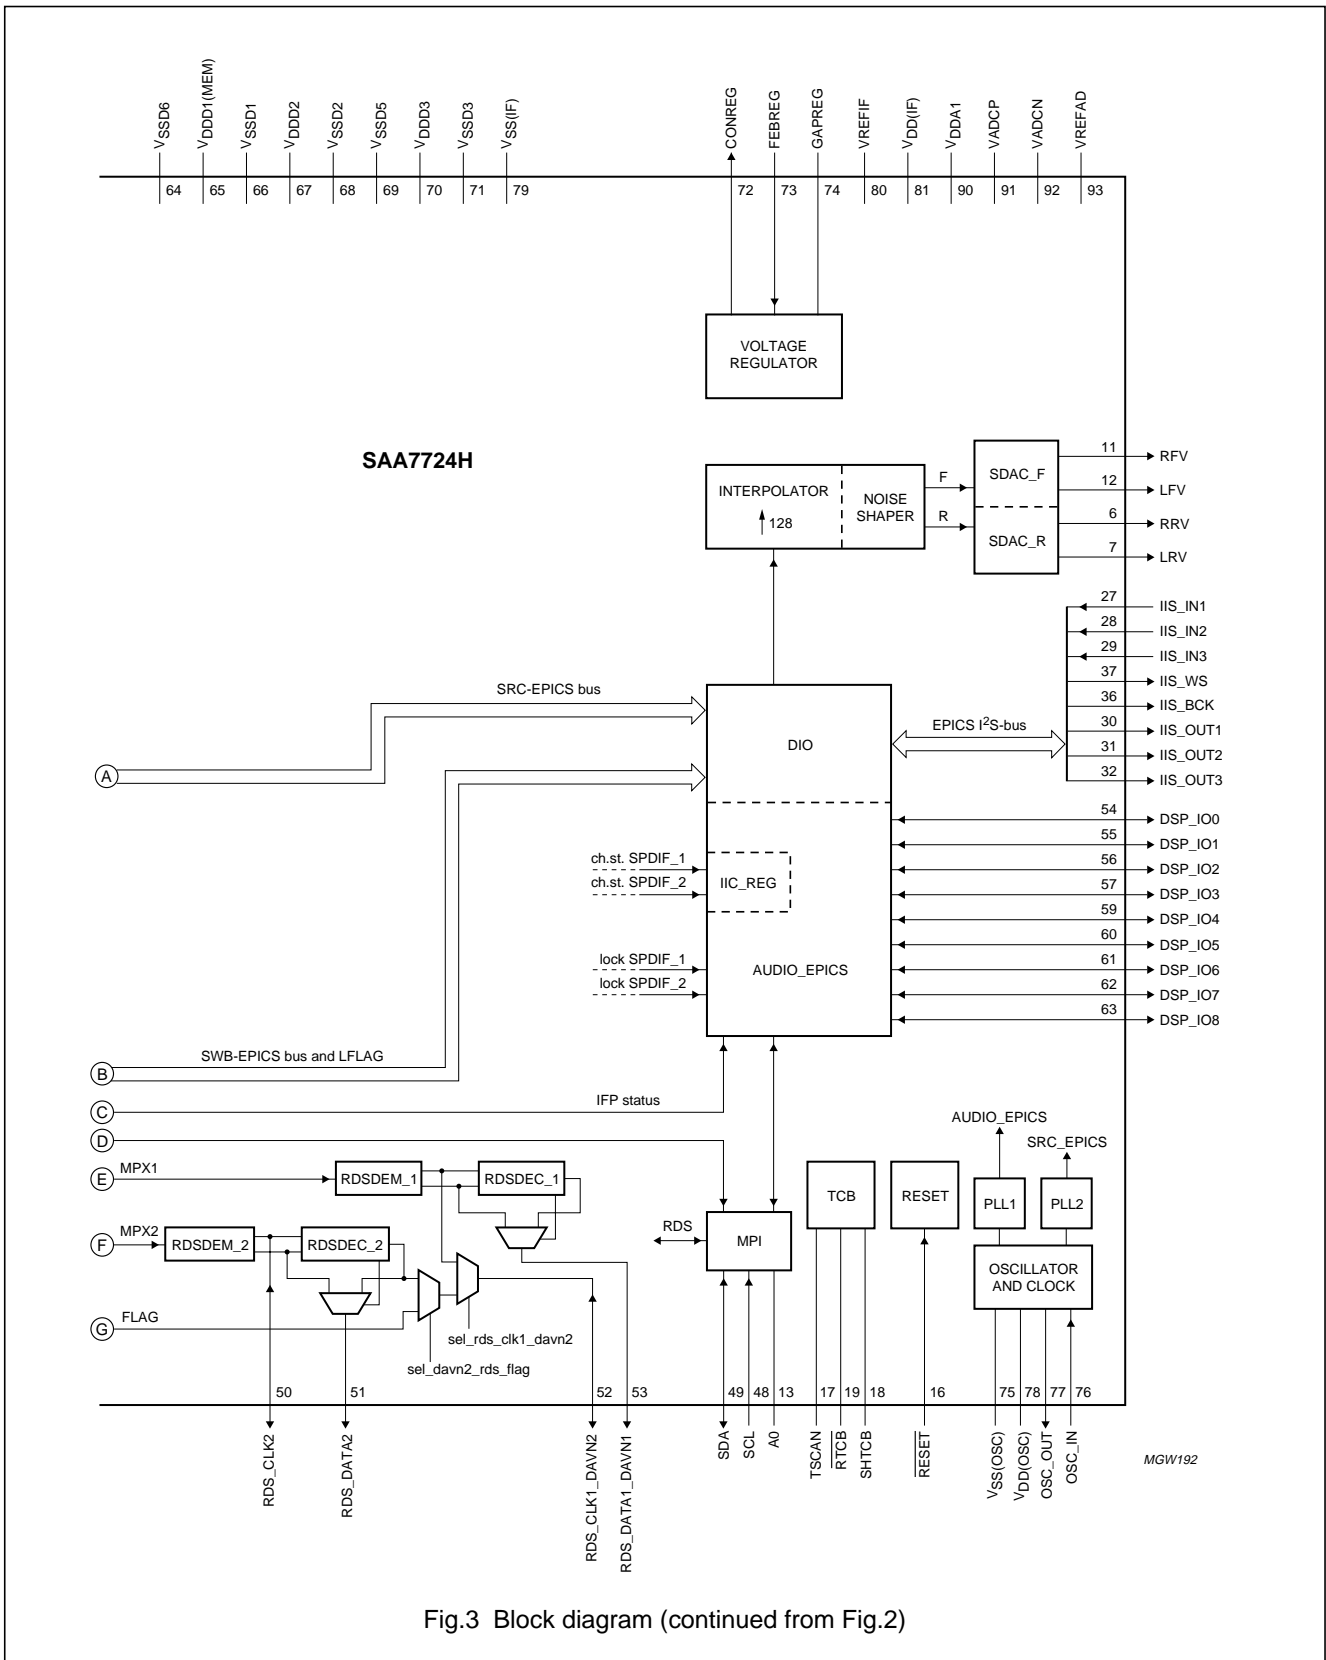 VSSD6
VDDD1(MEM)
VSSD1
VDDD2
VSSD2
VSSD5
VDDD3
VSSD3
VSS(IF)
CONREG
FEBREG
GAPREG
VREFIF
VDD(IF)
VDDA1
VADCP
VADCN
VREFAD
64 65 66 67 68 69 70 71 79 72 73 74 80 81 90 91 92 93
VOLTAGE
REGULATOR
SAA7724H
INTERPOLATOR
128
NOISE
SHAPER
F
R
SDAC_F
SDAC_R
11 RFV
12 LFV
6 RRV
7 LRV
27 IIS_IN1
28 IIS_IN2
29 IIS_IN3
37 IIS_WS
36 IIS_BCK
30 IIS_OUT1
31 IIS_OUT2
32 IIS_OUT3
SRC-EPICS bus
DIO
EPICS I2S-bus
A
54 DSP_IO0
55 DSP_IO1
56 DSP_IO2
57 DSP_IO3
59 DSP_IO4
60 DSP_IO5
61 DSP_IO6
62 DSP_IO7
63 DSP_IO8
ch.st. SPDIF_1
ch.st. SPDIF_2
IIC_REG
lock SPDIF_1
lock SPDIF_2
AUDIO_EPICS
SWB-EPICS bus and LFLAG
B
C
IFP status
D
AUDIO_EPICS
SRC_EPICS
E MPX1
RDSDEM_1
RDSDEC_1
RDS
MPI
TCB
RESET
PLL1
PLL2
F MPX2
RDSDEM_2
RDSDEC_2
OSCILLATOR
AND CLOCK
G FLAG
sel_rds_clk1_davn2
sel_davn2_rds_flag
50 51 52 53 49 48 13 17 19 18 16 75 78 77 76
RDS_CLK2
RDS_DATA2
RDS_CLK1_DAVN2
RDS_DATA1_DAVN1
SDA
SCL
A0
TSCAN
RTCB
SHTCB
RESET
VSS(OSC)
VDD(OSC)
OSC_OUT
OSC_IN
MGW192
Fig.3 Block diagram (continued from Fig.2)